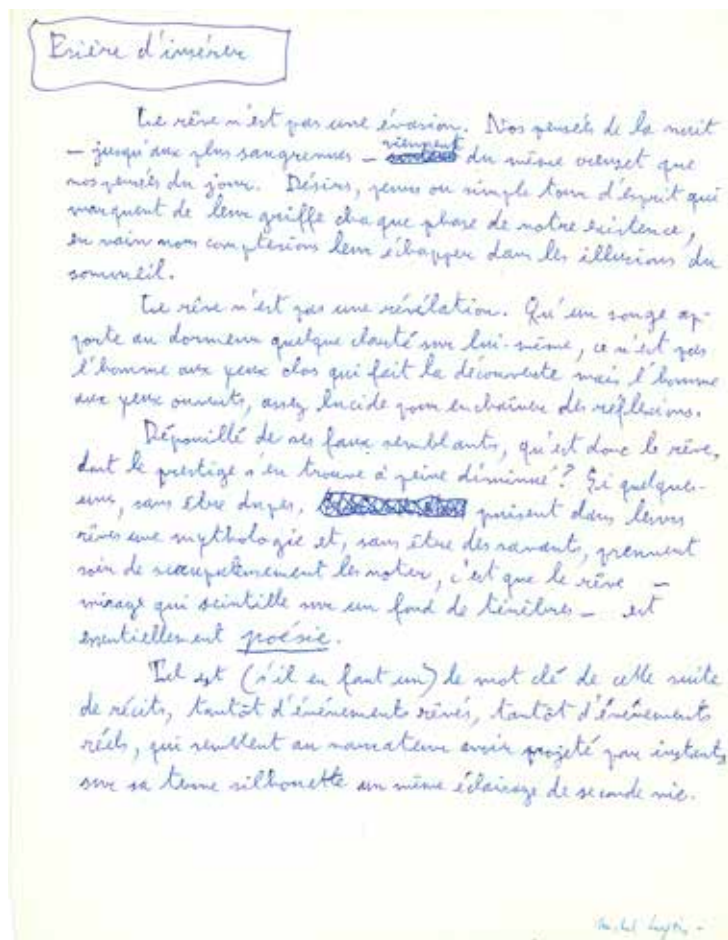 Prière d'insérer
Le rêve n'est pas une évasion. Nos pensées de la nuit
– jusqu'aux plus saugrenues – viennent du même creuset que
nos pensées du jour. Désirs, peurs ou simple tour d'esprit qui
marquent de leur griffe chaque phase de notre existence,
en vain nous comptesions leur échapper dans les illusions du
sommeil.
Le rêve n'est pas une révélation. Qu'un songe ap-
porte au dormeur quelque clarté sur lui-même, ce n'est pas
l'homme aux yeux clos qui fait la découverte mais l'homme
aux yeux ouverts, assez lucide pour enchaîner des réflexions.
Dépouillé de ses faux semblants, qu'est donc le rêve,
dont le prestige s'en trouve à peine diminué ? Si quelques-
uns, sans être dupes, puisent dans leurs
rêves une mythologie et, sans être des savants, prennent
soin de scrupuleusement les noter, c'est que le rêve –
mirage qui scintille sur un fond de ténèbres – est
essentiellement poésie.
Tel est (s'il en faut un) le mot clé de cette suite
de récits, tantôt d'événements rêvés, tantôt d'événements
réels, qui semblent au narrateur avoir projeté par instants
sur sa terne silhouette un même éclairage de seconde vie.
Michel